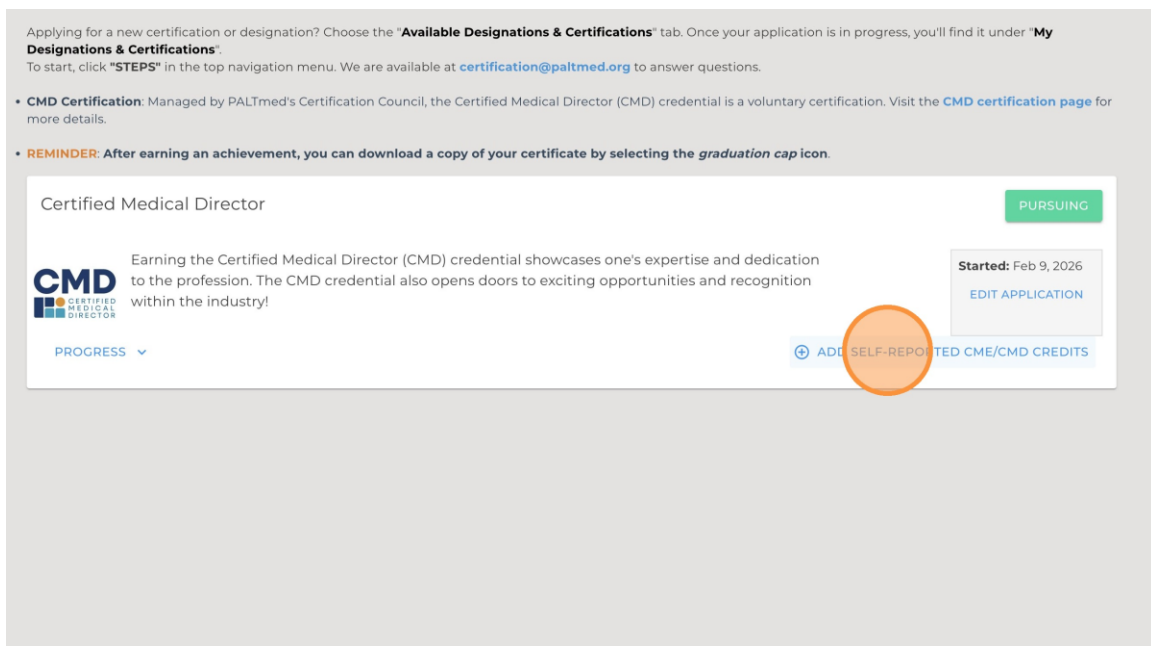 Applying for a new certification or designation? Choose the "Available Designations & Certifications" tab. Once your application is in progress, you'll find it under "My
Designations & Certifications".
To start, click "STEPS" in the top navigation menu. We are available at certification@paltmed.org to answer questions.
• CMD Certification: Managed by PALTmed's Certification Council, the Certified Medical Director (CMD) credential is a voluntary certification. Visit the CMD certification page for
more details.
• REMINDER: After earning an achievement, you can download a copy of your certificate by selecting the graduation cap icon.
Certified Medical Director
PURSUING
CMD
CERTIFIED
MEDICAL
DIRECTOR
Earning the Certified Medical Director (CMD) credential showcases one's expertise and dedication
to the profession. The CMD credential also opens doors to exciting opportunities and recognition
within the industry!
Started: Feb 9, 2026
EDIT APPLICATION
PROGRESS
ADD SELF-REPORTED CME/CMD CREDITS